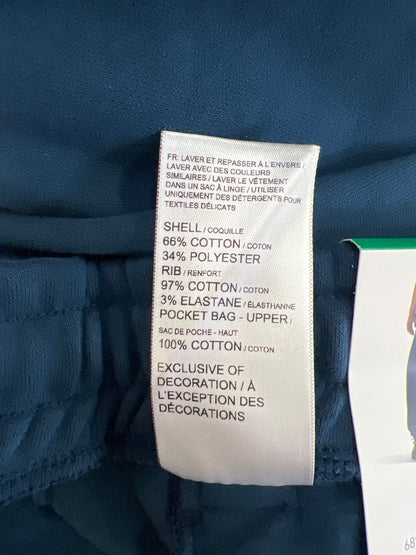 FR: LAVER ET REPASSER À L'ENVERS /
LAVER AVEC DES COULEURS
SIMILAIRES / LAVER LE VÊTEMENT
DANS UN SAC À LINGE / UTILISER
UNIQUEMENT DES DÉTERGENTS POUR
TEXTILES DÉLICATS
SHELL / COQUILLE
66% COTTON / COTON
34% POLYESTER
RIB / RENFORT
97% COTTON / COTON
3% ELASTANE / ÉLASTHANNE
POCKET BAG - UPPER /
SAC DE POCHE - HAUT
100% COTTON / COTON
EXCLUSIVE OF
DECORATION / À
L'EXCEPTION DES
DÉCORATIONS
68